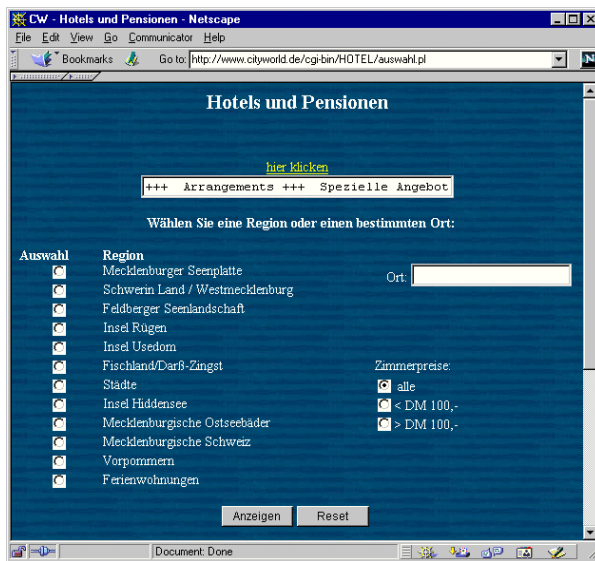 CW - Hotels und Pensionen - Netscape
File Edit View Go Communicator Help
Bookmarks Go to: http://www.cityworld.de/cgi-bin/HOTEL/auswahl.pl
N
Hotels und Pensionen
hier klicken
+++ Arrangements +++ Spezielle Angebot
Wählen Sie eine Region oder einen bestimmten Ort:
Auswahl Region
Mecklenburger Seenplatte Ort:
Schwerin Land / Westmecklenburg
Feldberger Seenlandschaft
Insel Rügen
Insel Usedom
Fischland/Darß-Zingst Zimmerpreise:
Städte alle
Insel Hiddensee < DM 100,-
Mecklenburgische Ostseebäder > DM 100,-
Mecklenburgische Schweiz
Vorpommern
Ferienwohnungen
Anzeigen Reset
Document: Done